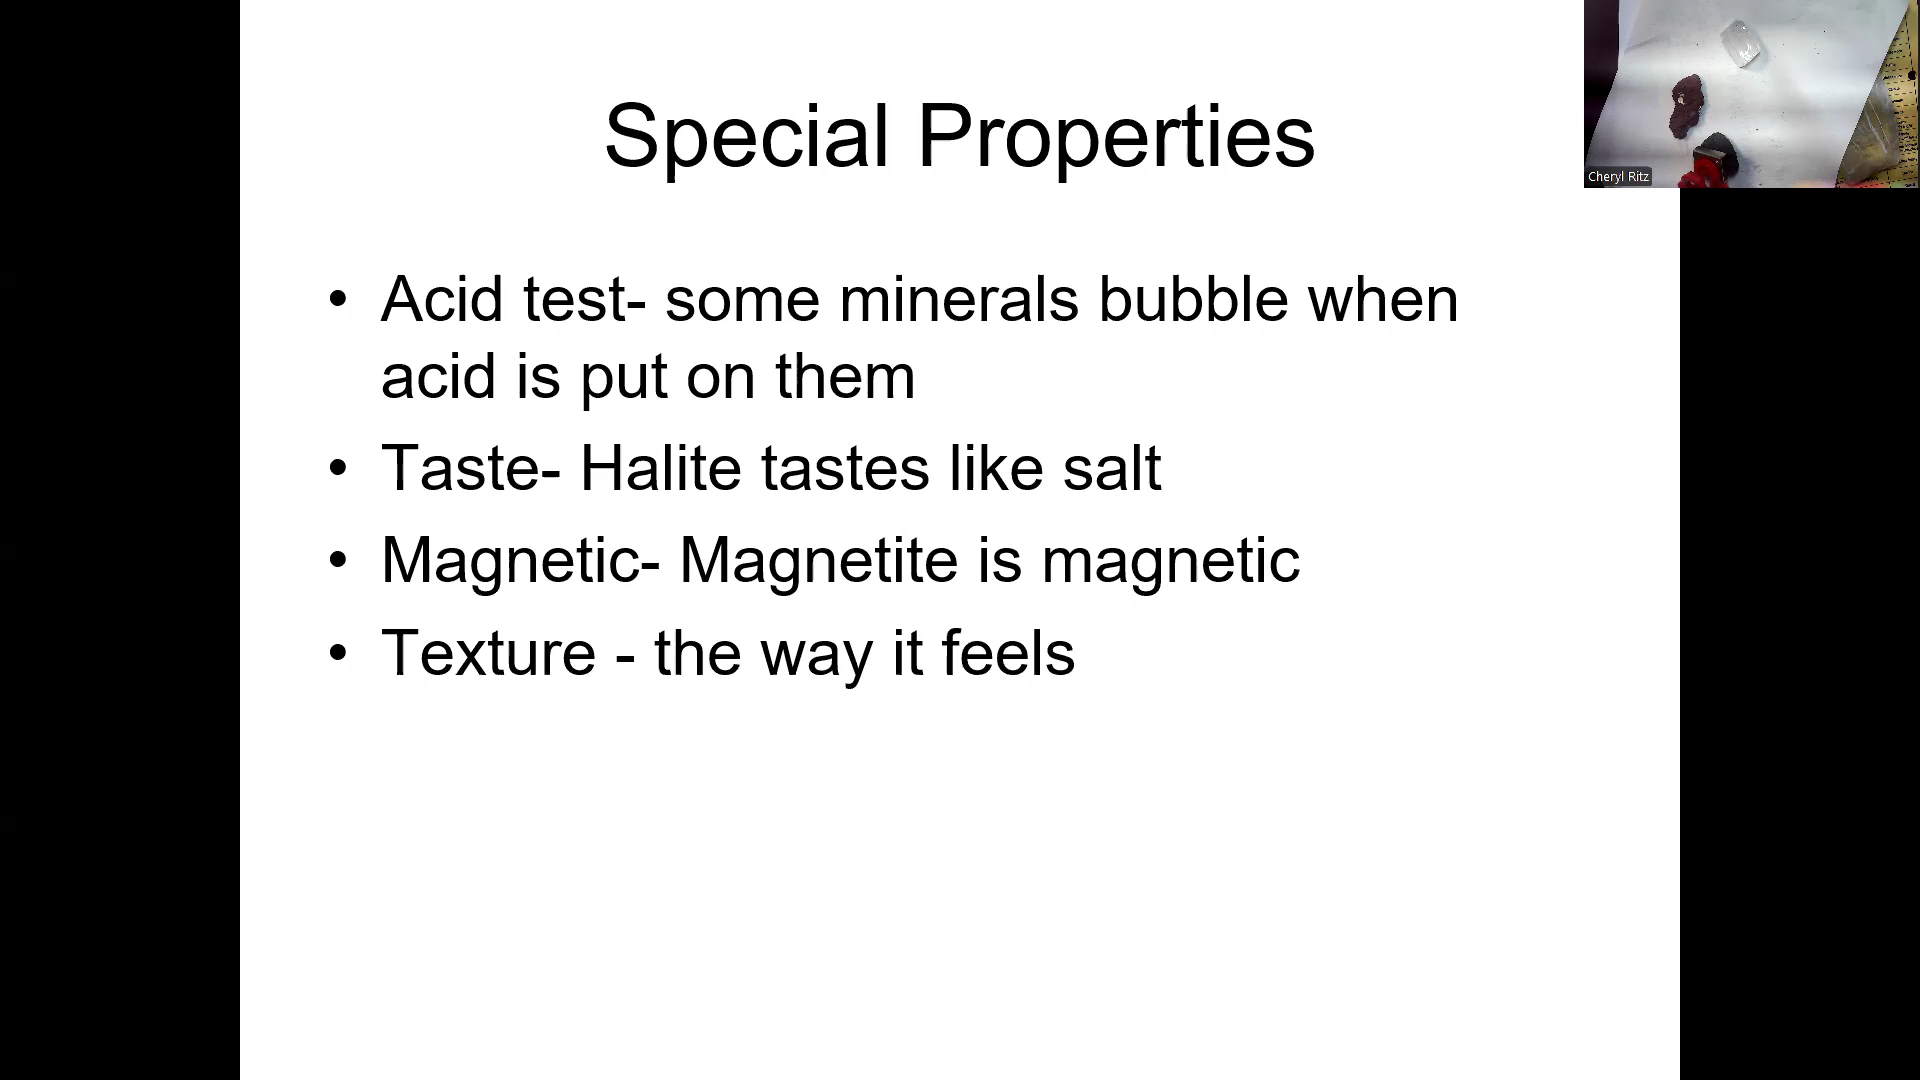 Special Properties
• Acid test- some minerals bubble when
acid is put on them
• Taste- Halite tastes like salt
• Magnetic- Magnetite is magnetic
• Texture - the way it feels
Cheryl Ritz